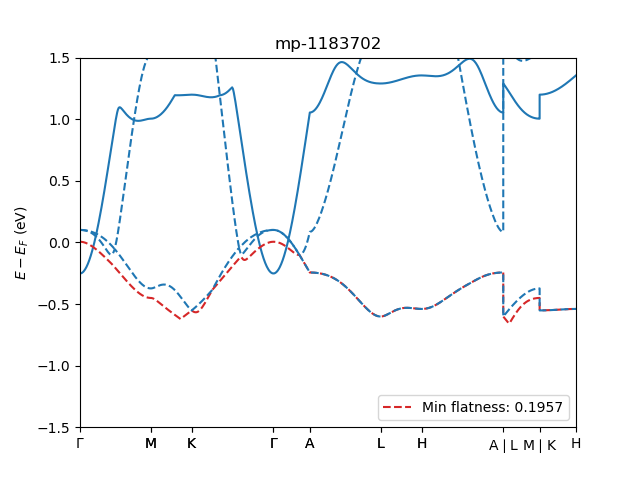 mp-1183702
E − E_F (eV)
1.5
1.0
0.5
0.0
−0.5
−1.0
−1.5
Min flatness: 0.1957
Γ M K Γ A L H A | L M | K H